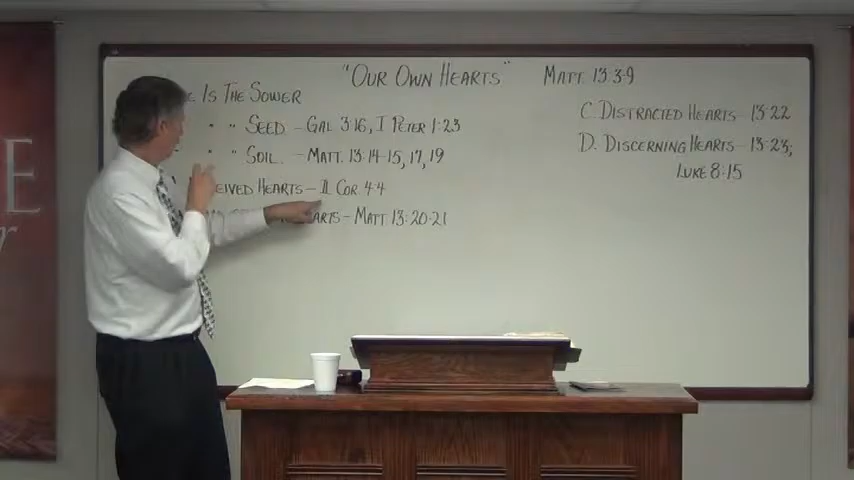 "OUR OWN HEARTS" MATT. 13:3-9
IS THE SOWER
" " SEED - GAL 3:16, I PETER 1:23
" " SOIL - MATT. 13:14-15, 17, 19
EIVED HEARTS - II COR 4:4
ARTS - MATT. 13:20-21
C. DISTRACTED HEARTS - 13:22
D. DISCERNING HEARTS - 13:23;
LUKE 8:15
E